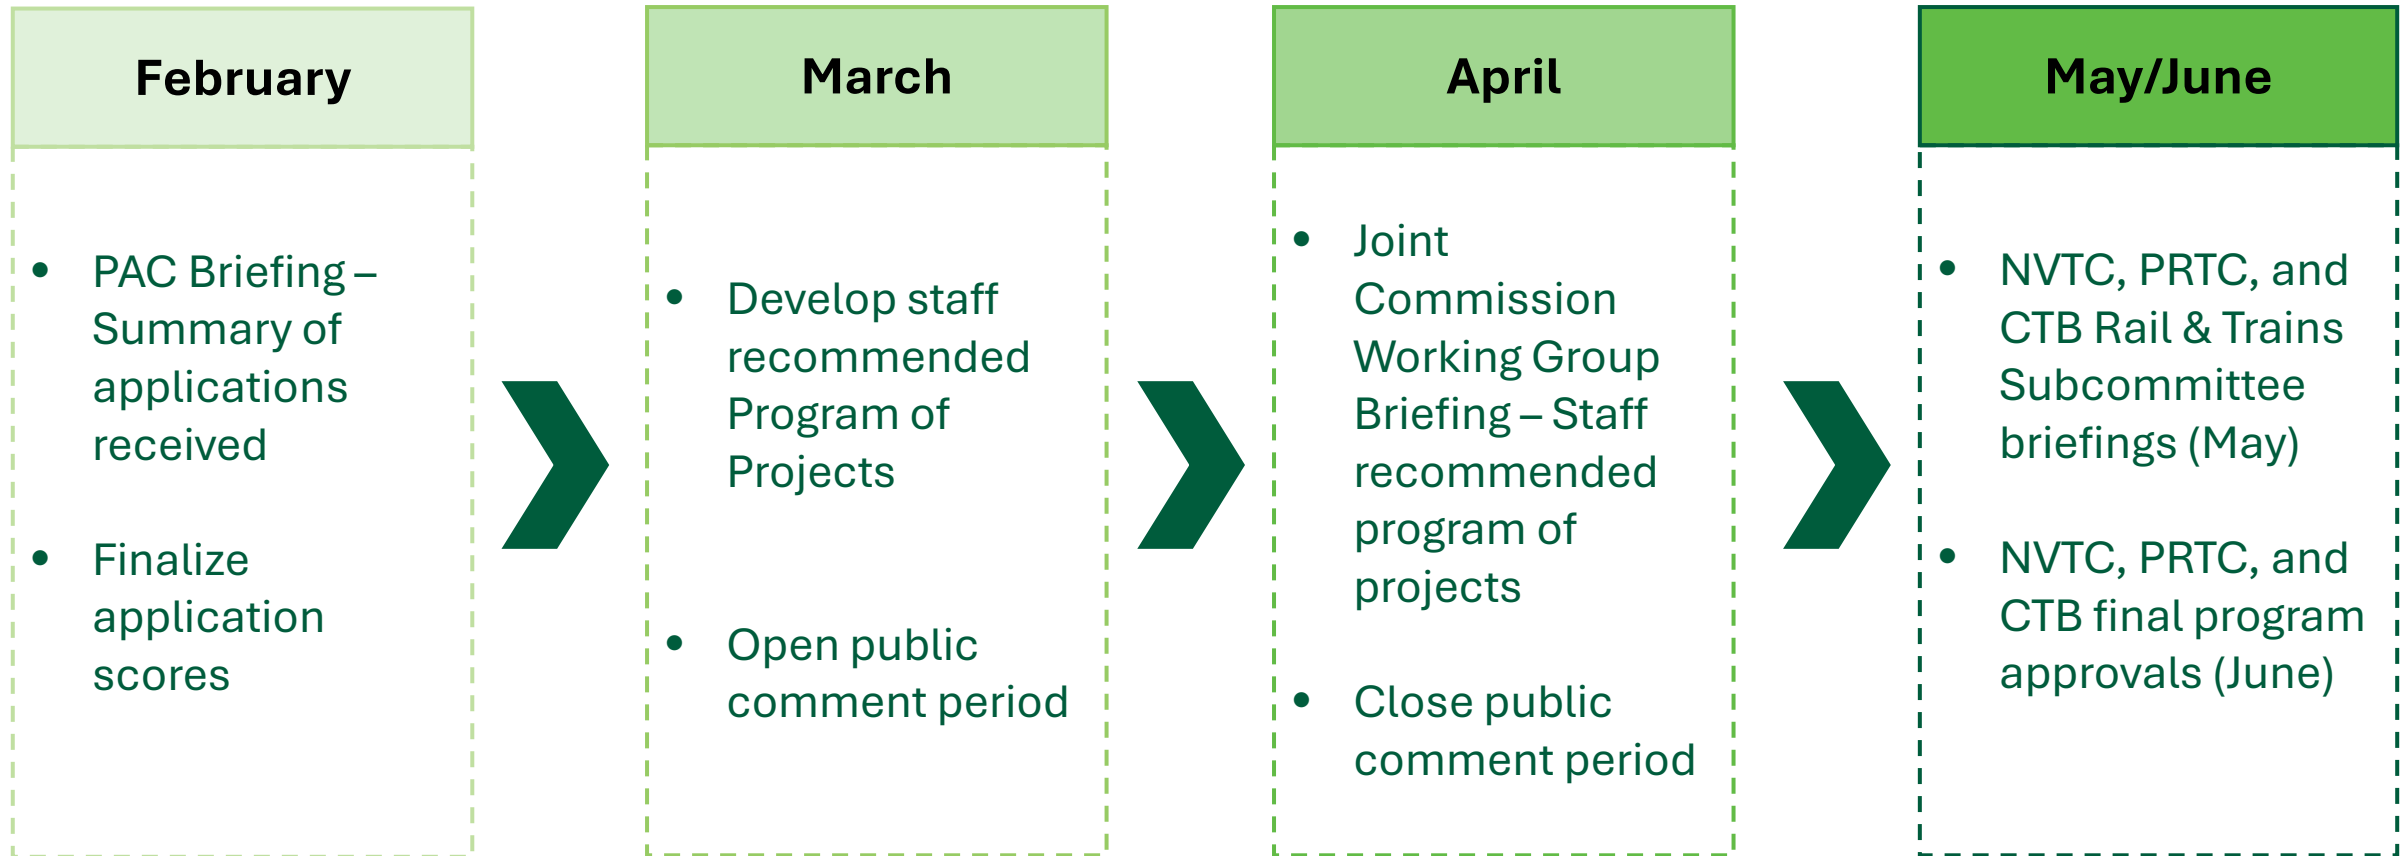 February
• PAC Briefing –
Summary of
applications
received
• Finalize
application
scores
March
• Develop staff
recommended
Program of
Projects
• Open public
comment period
April
• Joint
Commission
Working Group
Briefing – Staff
recommended
program of
projects
• Close public
comment period
May/June
• NVTC, PRTC, and
CTB Rail & Trains
Subcommittee
briefings (May)
• NVTC, PRTC, and
CTB final program
approvals (June)